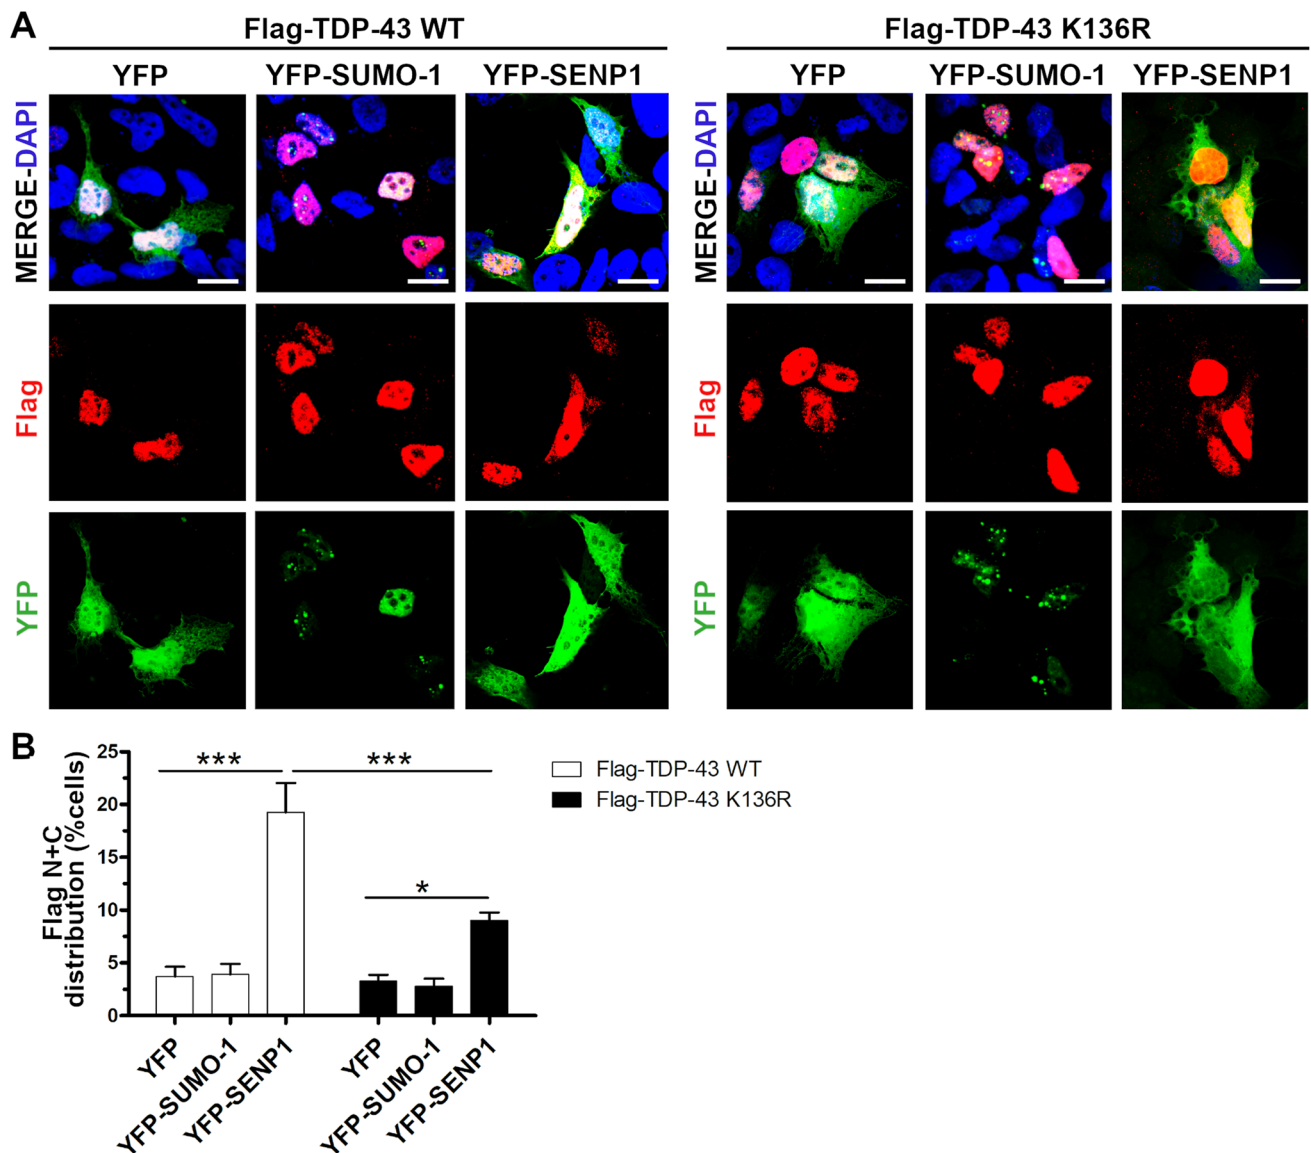 A
Flag-TDP-43 WT
Flag-TDP-43 K136R
YFP
YFP-SUMO-1
YFP-SENP1
YFP
YFP-SUMO-1
YFP-SENP1
MERGE-DAPI
MERGE-DAPI
Flag
Flag
YFP
YFP
B
Flag N+C
distribution (%cells)
25
20
15
10
5
0
***
***
*
Flag-TDP-43 WT
Flag-TDP-43 K136R
YFP
YFP-SUMO-1
YFP-SENP1
YFP
YFP-SUMO-1
YFP-SENP1